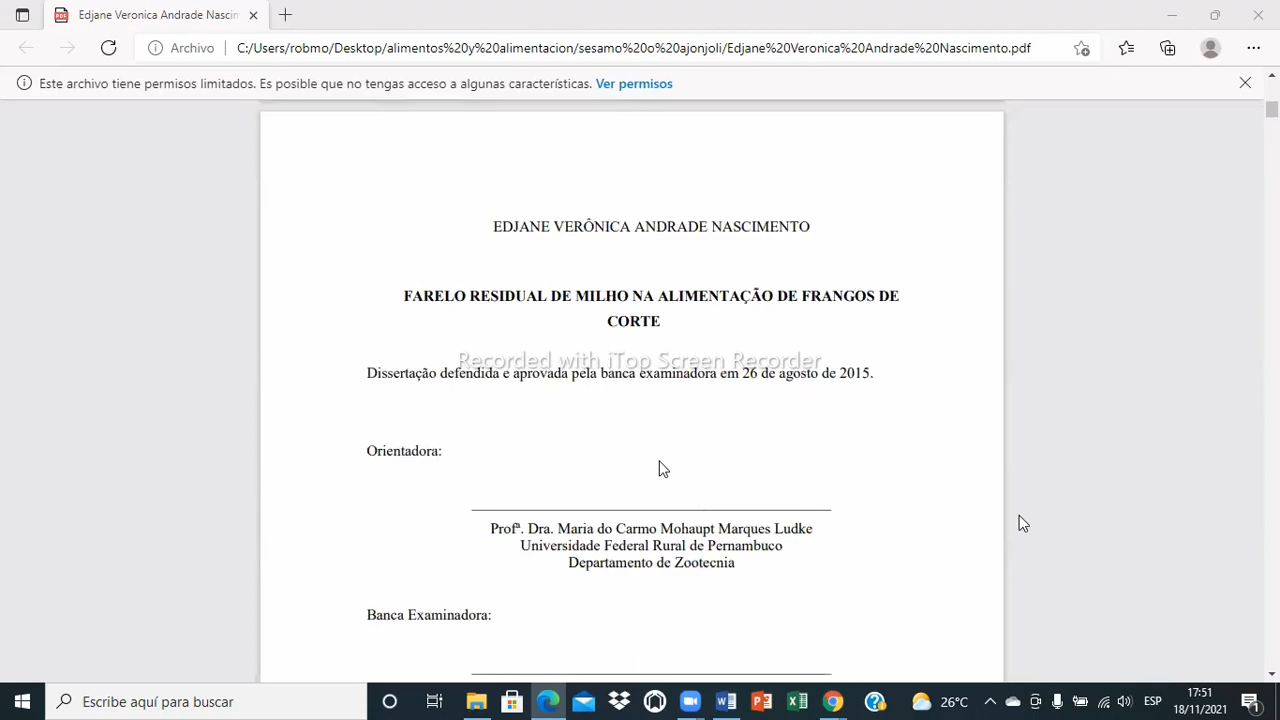 Edjane Veronica Andrade Nascim
Archivo
C:/Users/robmo/Desktop/alimentos%20y%20alimentacion/sesamo%20o%20ajonjoli/Edjane%20Veronica%20Andrade%20Nascimento.pdf
Este archivo tiene permisos limitados. Es posible que no tengas acceso a algunas características. Ver permisos
EDJANE VERÔNICA ANDRADE NASCIMENTO
FARELO RESIDUAL DE MILHO NA ALIMENTAÇÃO DE FRANGOS DE
CORTE
Recorded with iTop Screen Recorder
Dissertação defendida e aprovada pela banca examinadora em 26 de agosto de 2015.
Orientadora:
Profª. Dra. Maria do Carmo Mohaupt Marques Ludke
Universidade Federal Rural de Pernambuco
Departamento de Zootecnia
Banca Examinadora:
Escribe aquí para buscar
26°C
ESP
17:51
18/11/2021